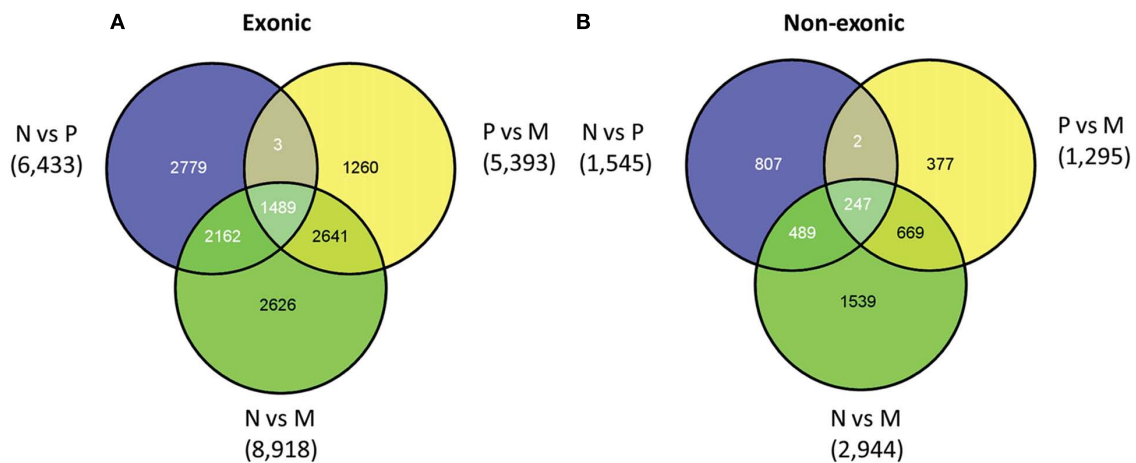 A
Exonic
N vs P
(6,433)
P vs M
(5,393)
2779
3
1260
1489
2162
2641
2626
N vs M
(8,918)
B
Non-exonic
N vs P
(1,545)
P vs M
(1,295)
807
2
377
247
489
669
1539
N vs M
(2,944)